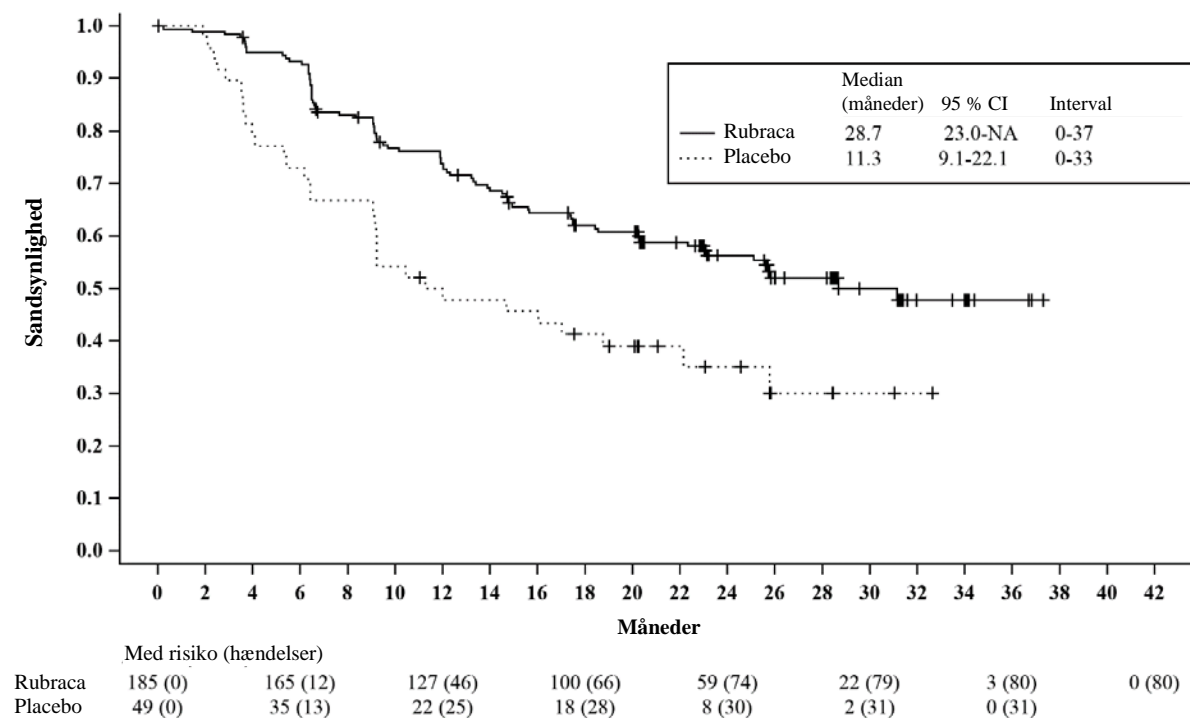 1.0
0.9
0.8
0.7
0.6
0.5
0.4
0.3
0.2
0.1
0.0
Sandsynlighed
Median
(måneder) 95 % CI Interval
Rubraca 28.7 23.0-NA 0-37
Placebo 11.3 9.1-22.1 0-33
0 2 4 6 8 10 12 14 16 18 20 22 24 26 28 30 32 34 36 38 40 42
Måneder
Med risiko (hændelser)
Rubraca 185 (0) 165 (12) 127 (46) 100 (66) 59 (74) 22 (79) 3 (80) 0 (80)
Placebo 49 (0) 35 (13) 22 (25) 18 (28) 8 (30) 2 (31) 0 (31)